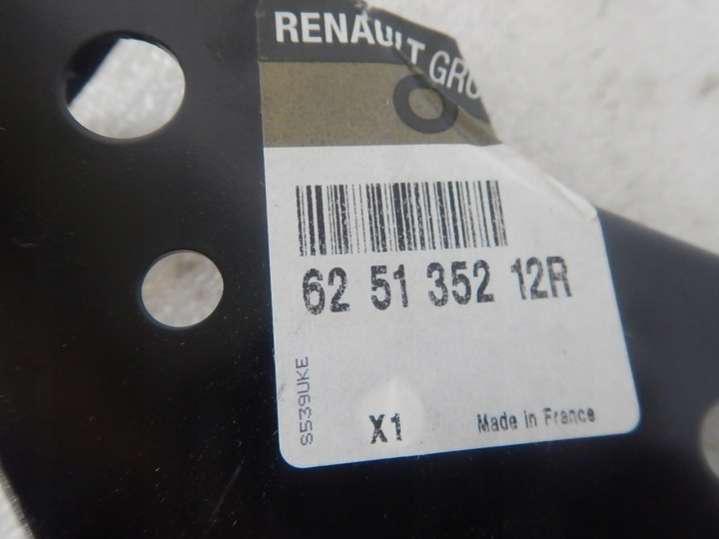 RENAULT GRO
62 51 352 12R
S539UKE
X1
Made in France